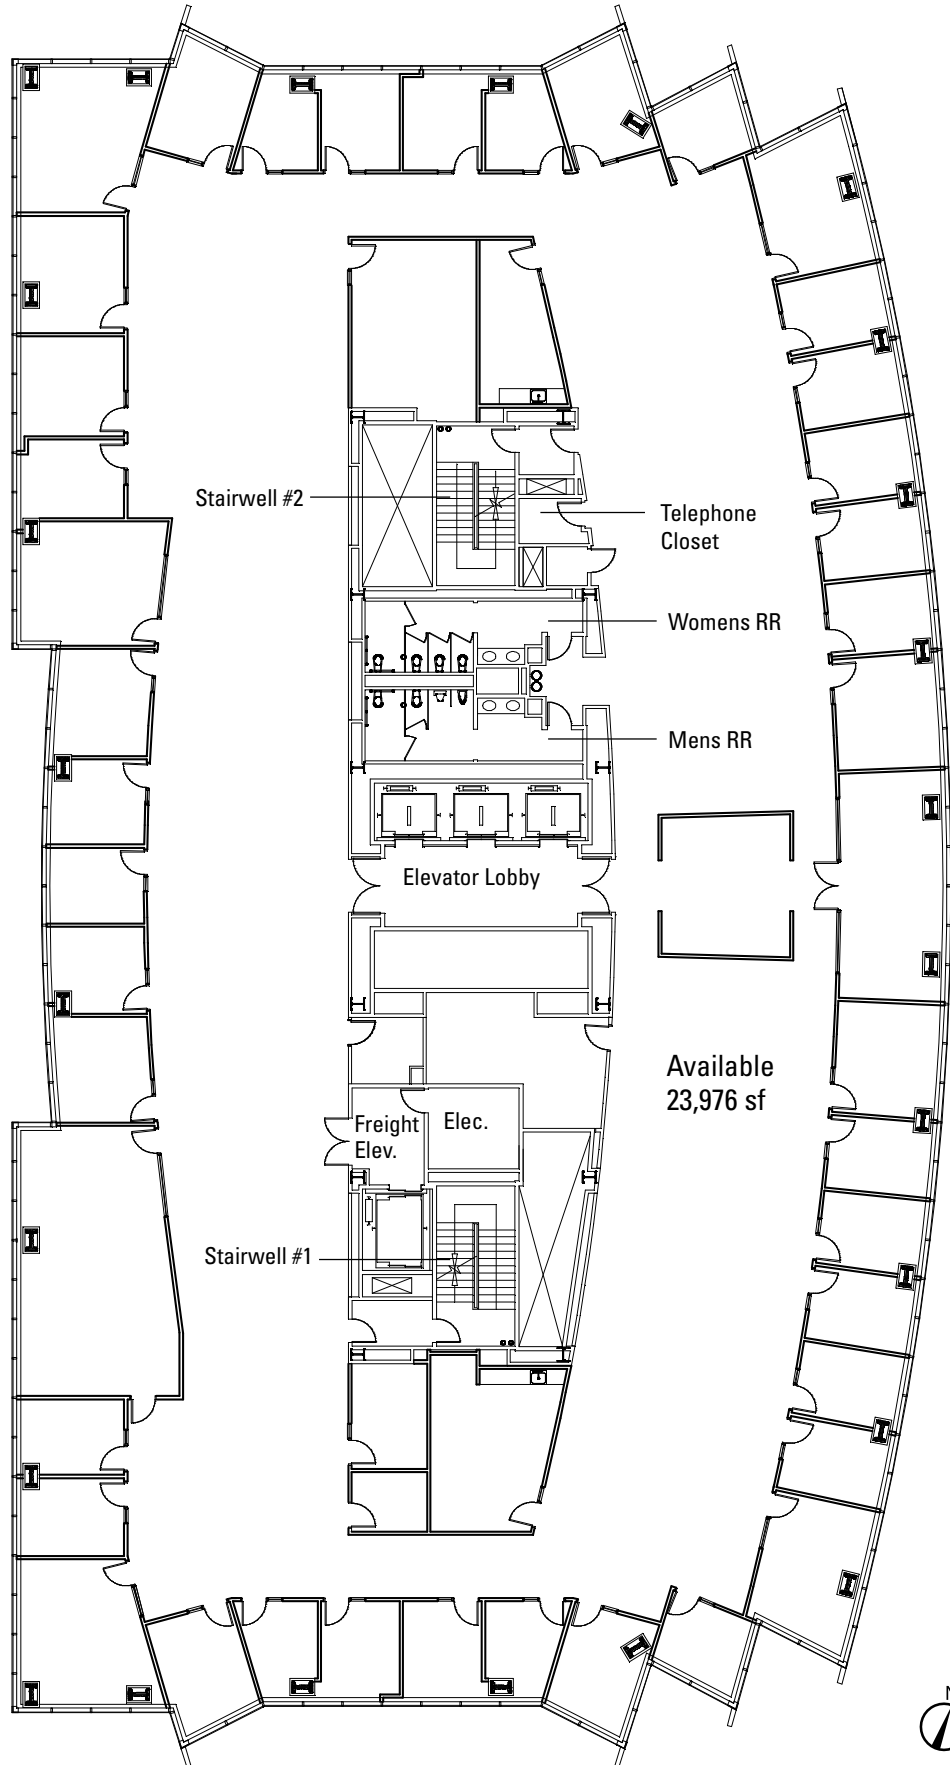 Stairwell #2
Telephone
Closet
Womens RR
Mens RR
Elevator Lobby
Available
23,976 sf
Freight
Elev.
Elec.
Stairwell #1
N